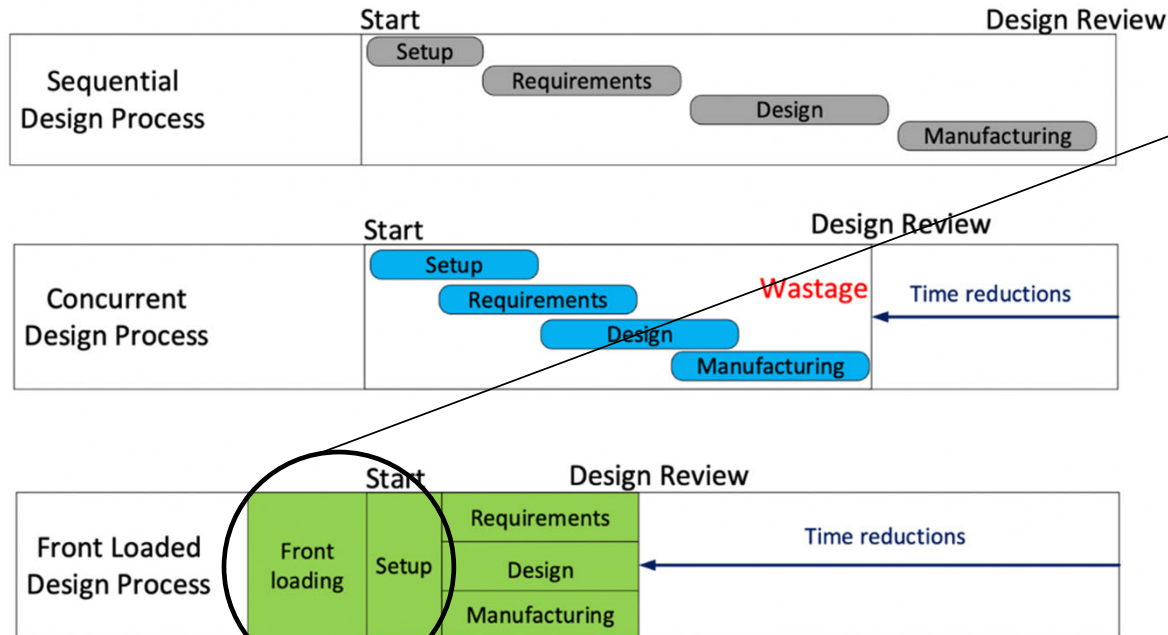 Start
Design Review
Sequential
Design Process
Setup
Requirements
Design
Manufacturing
Start
Design Review
Concurrent
Design Process
Setup
Requirements
Design
Manufacturing
Wastage
Time reductions
Start
Design Review
Front Loaded
Design Process
Front
loading
Setup
Requirements
Design
Manufacturing
Time reductions